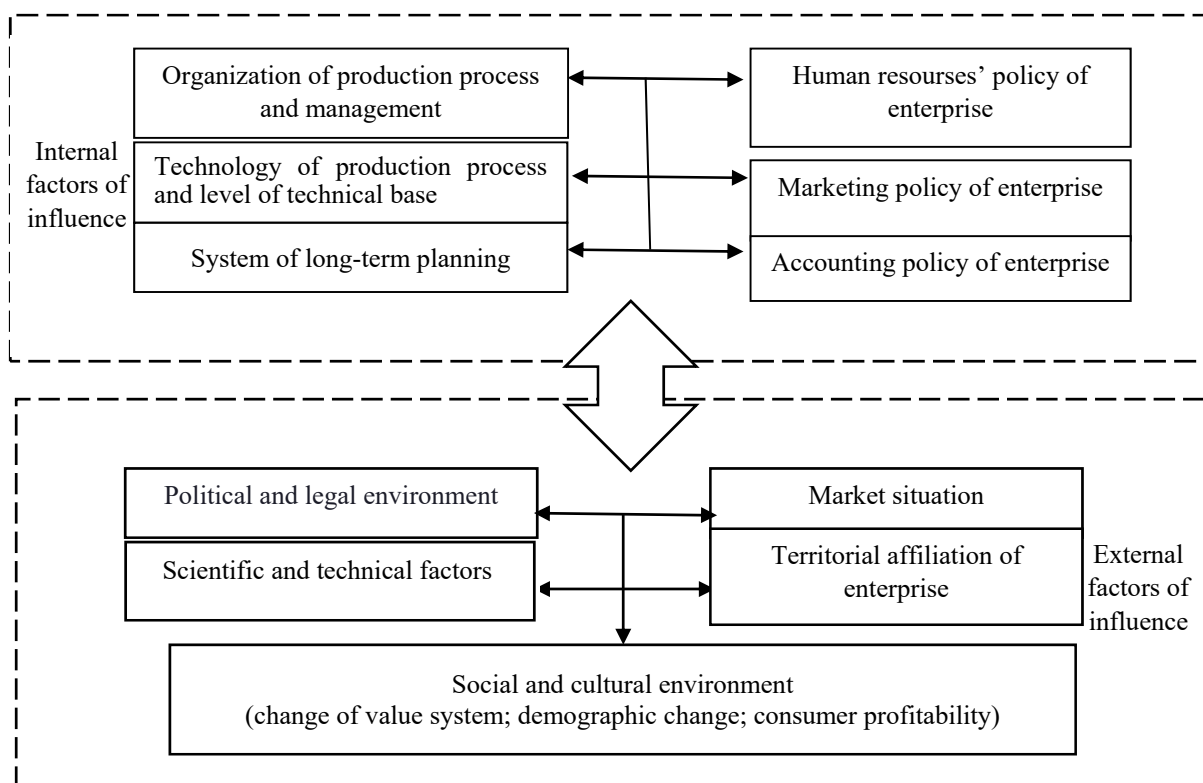 Organization of production process
and management
Human resourses’ policy of
enterprise
Internal
factors of
influence
Technology of production process
and level of technical base
Marketing policy of enterprise
System of long-term planning
Accounting policy of enterprise
Political and legal environment
Market situation
Scientific and technical factors
Territorial affiliation of
enterprise
External
factors of
influence
Social and cultural environment
(change of value system; demographic change; consumer profitability)